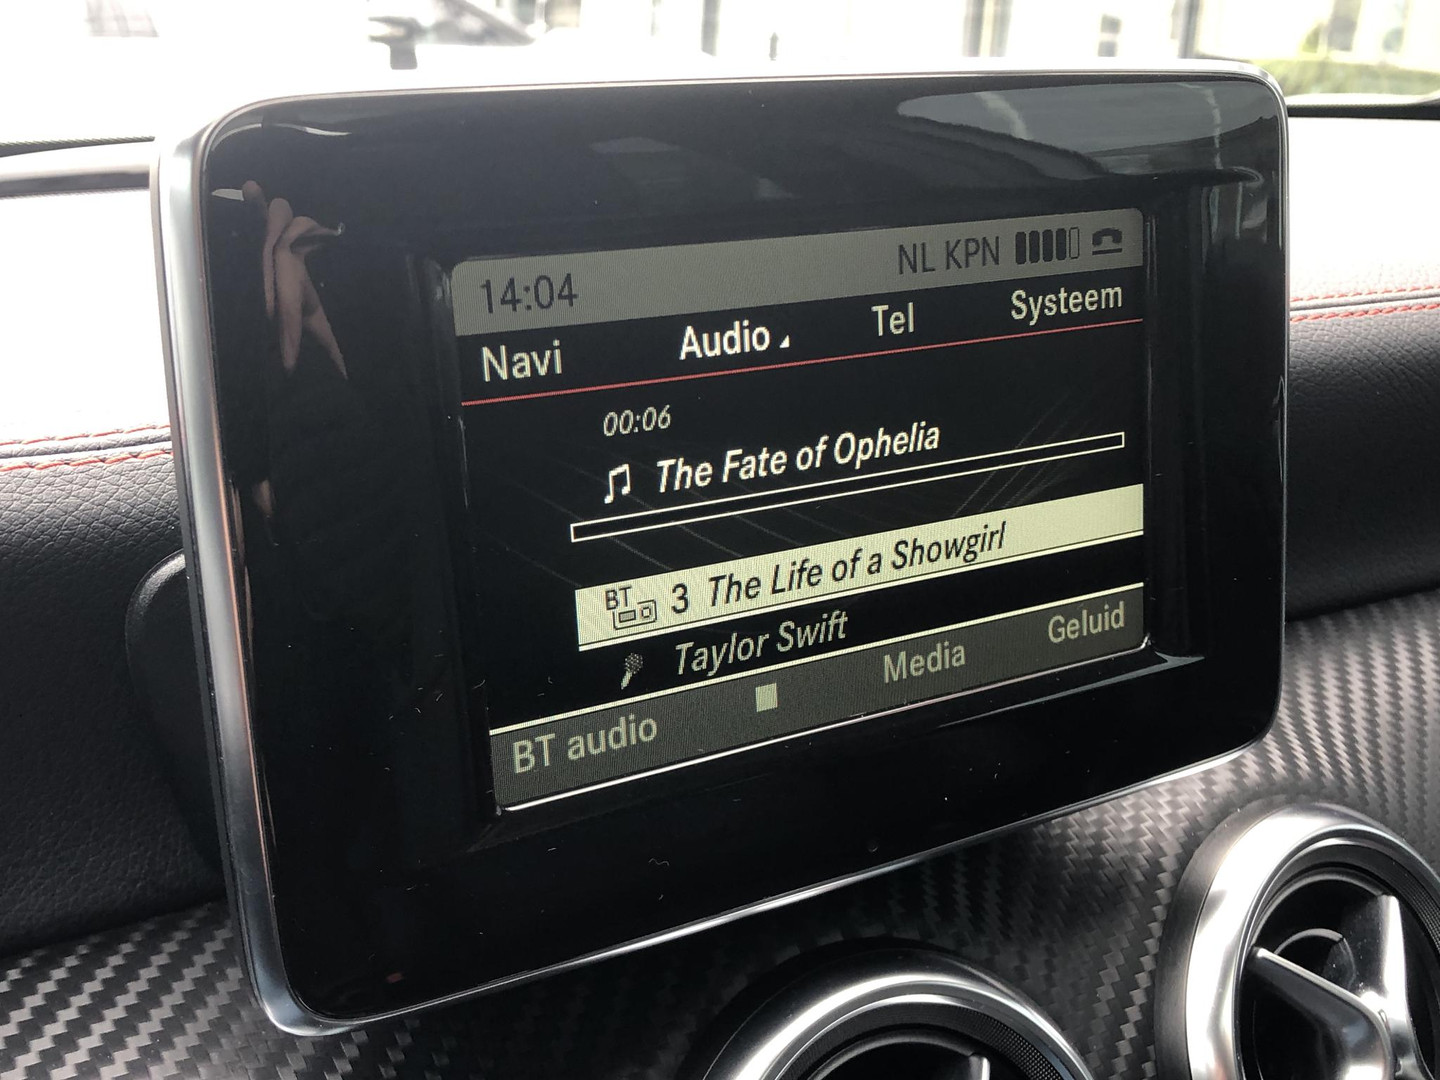 14:04 NL KPN
Navi Audio Tel Systeem
00:06
The Fate of Ophelia
BT 3 The Life of a Showgirl
Taylor Swift
BT audio Media Geluid